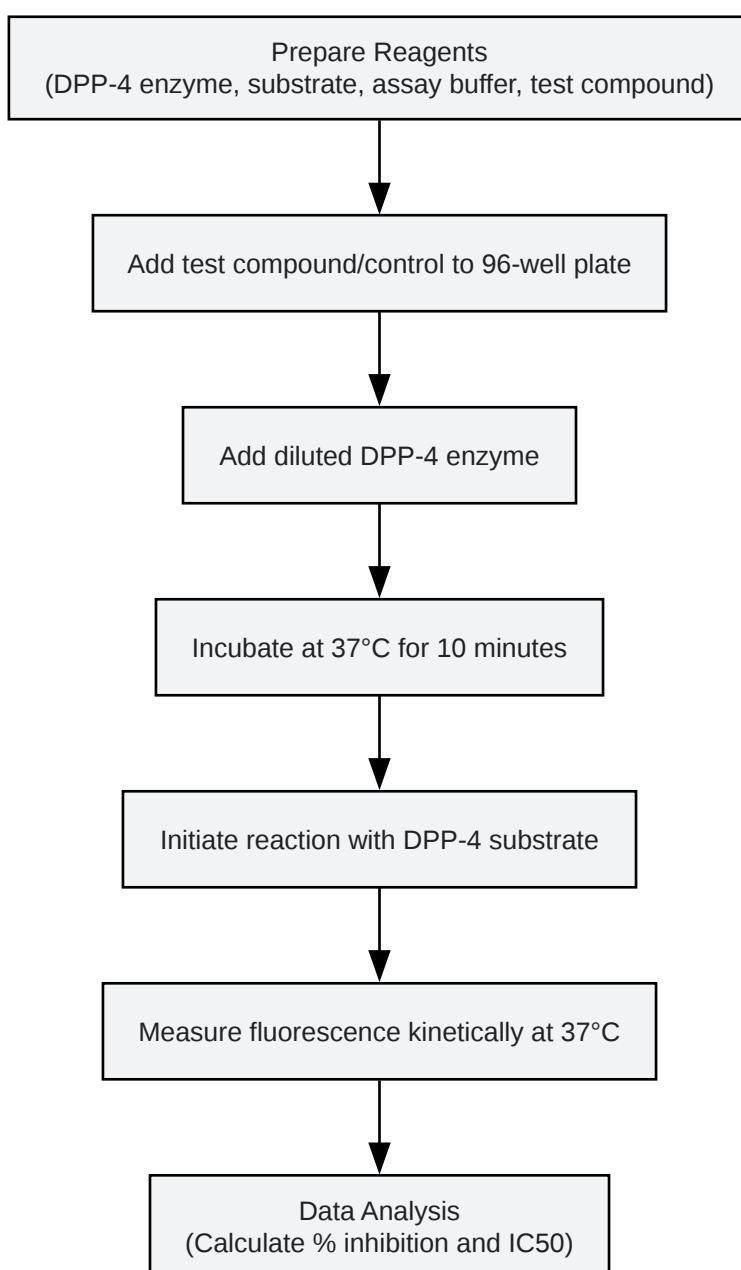 Prepare Reagents
(DPP-4 enzyme, substrate, assay buffer, test compound)
Add test compound/control to 96-well plate
Add diluted DPP-4 enzyme
Incubate at 37°C for 10 minutes
Initiate reaction with DPP-4 substrate
Measure fluorescence kinetically at 37°C
Data Analysis
(Calculate % inhibition and IC50)